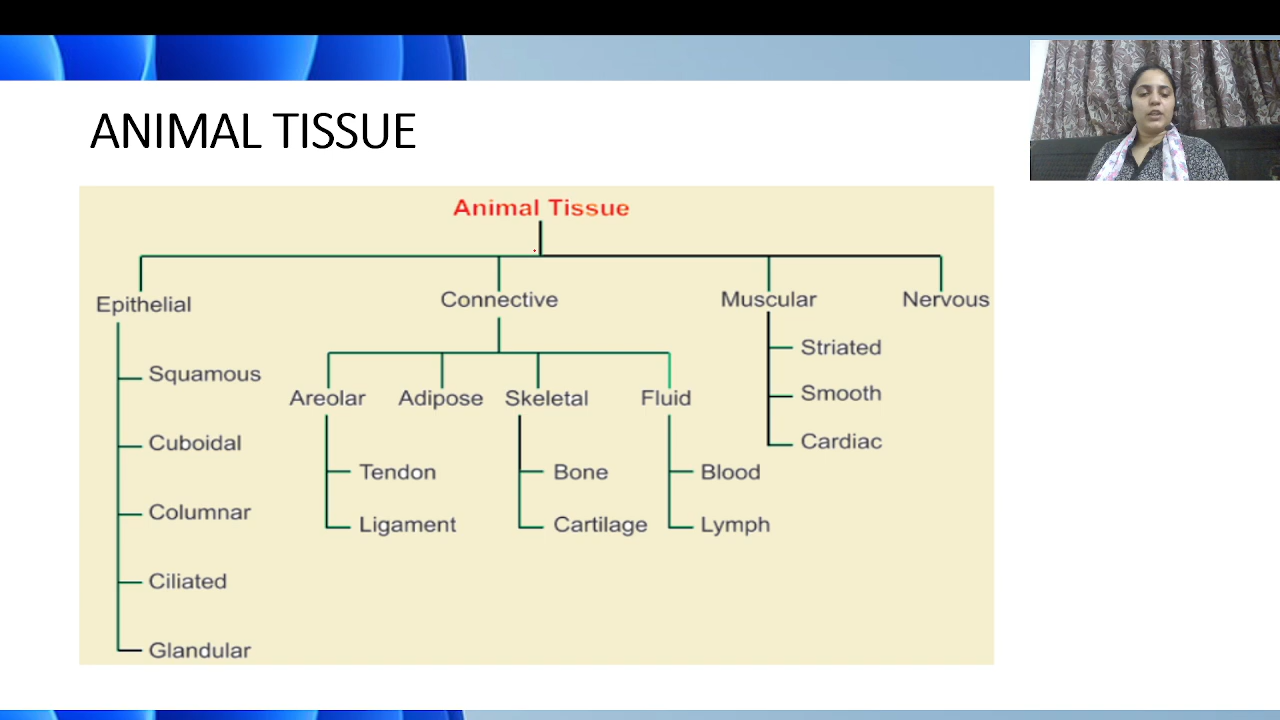 ANIMAL TISSUE
Animal Tissue
Epithelial Connective Muscular Nervous
Striated
Squamous
Areolar Adipose Skeletal Fluid Smooth
Cuboidal Cardiac
Tendon Bone Blood
Columnar
Ligament Cartilage Lymph
Ciliated
Glandular